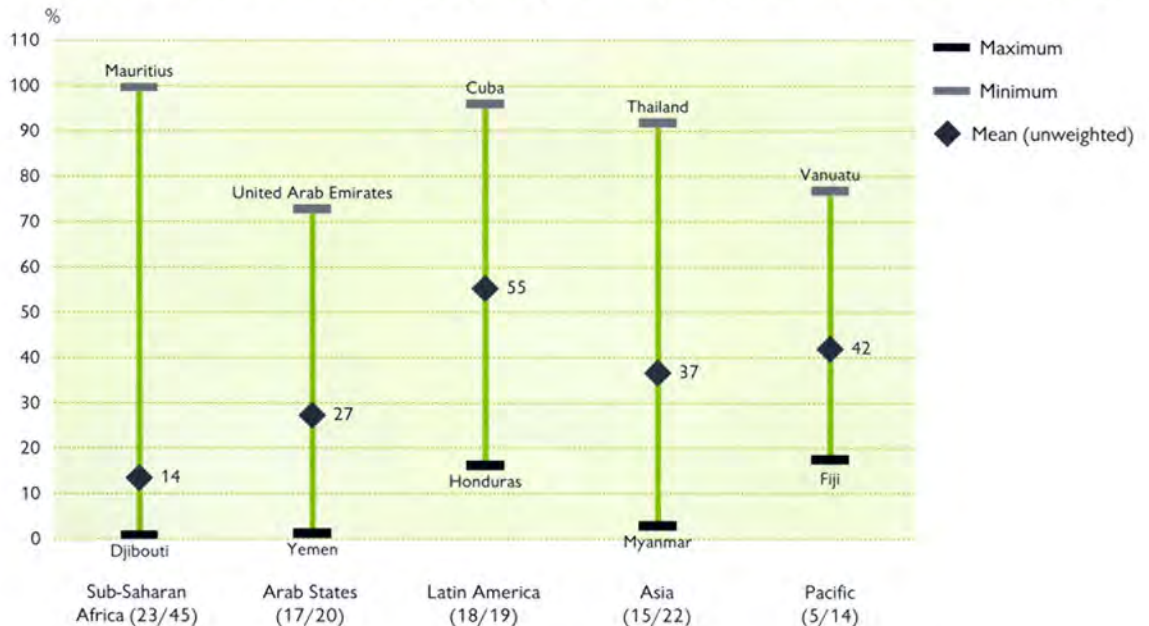 %
110
100
90
80
70
60
50
40
30
20
10
0
Mauritius
14
Djibouti
United Arab Emirates
27
Yemen
Cuba
55
Honduras
Thailand
37
Myanmar
Vanuatu
42
Fiji
Maximum
Minimum
Mean (unweighted)
Sub-Saharan
Africa (23/45)
Arab States
(17/20)
Latin America
(18/19)
Asia
(15/22)
Pacific
(5/14)